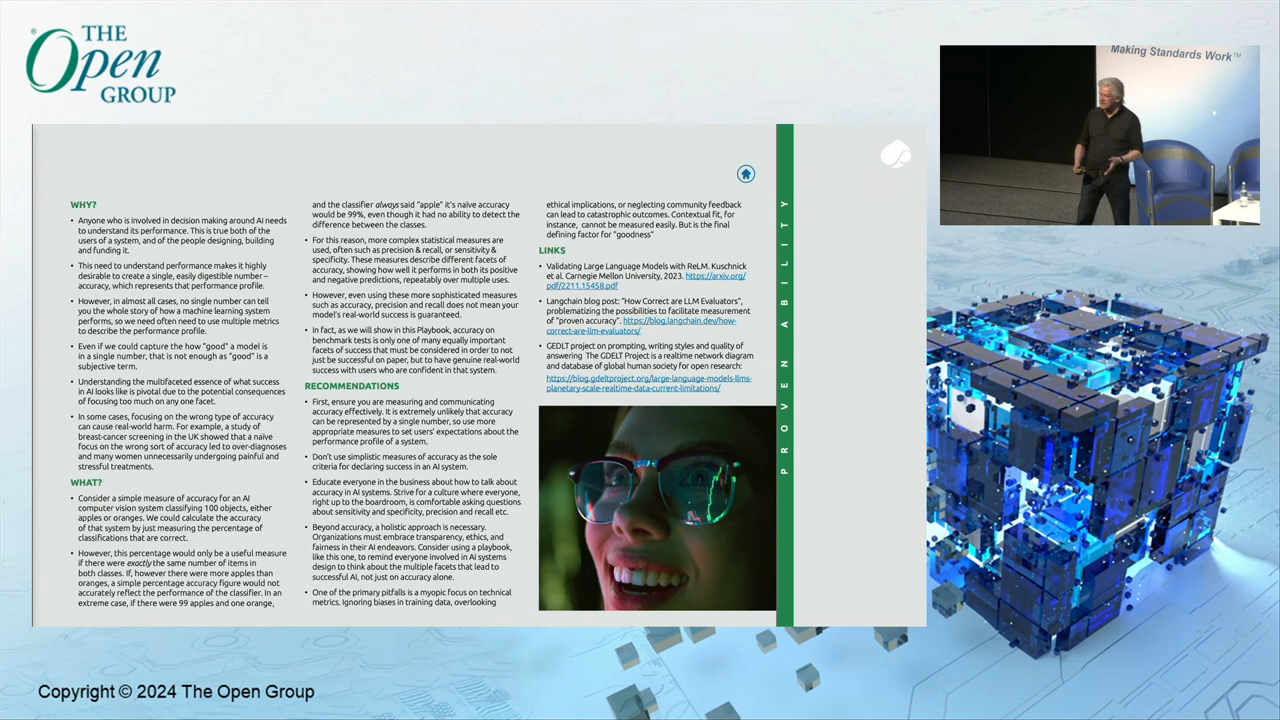 THE
Open
GROUP
Making Standards Work™
WHY?
• Anyone who is involved in decision making around AI needs
to understand its performance. This is true both of the
users of a system, and of the people designing, building
and funding it.
• This need to understand performance makes it highly
desirable to create a single, easily digestible number –
accuracy, which represents that performance profile.
• However, in almost all cases, no single number can tell
you the whole story of how a machine learning system
performs, so we need often need to use multiple metrics
to describe the performance profile.
• Even if we could capture the how "good" a model is
in a single number, that is not enough as "good" is a
subjective term.
• Understanding the multifaceted essence of what success
in AI looks like is pivotal due to the potential consequences
of focusing too much on any one facet.
• In some cases, focusing on the wrong type of accuracy
can cause real-world harm. For example, a study of
breast-cancer screening in the UK showed that a naïve
focus on the wrong sort of accuracy led to over-diagnoses
and many women unnecessarily undergoing painful and
stressful treatments.
WHAT?
• Consider a simple measure of accuracy for an AI
computer vision system classifying 100 objects, either
apples or oranges. We could calculate the accuracy
of that system by just measuring the percentage of
classifications that are correct.
• However, this percentage would only be a useful measure
if there were exactly the same number of items in
both classes. If, however there were more apples than
oranges, a simple percentage accuracy figure would not
accurately reflect the performance of the classifier. In an
extreme case, if there were 99 apples and one orange,
and the classifier always said "apple" it's naïve accuracy
would be 99%, even though it had no ability to detect the
difference between the classes.
• For this reason, more complex statistical measures are
used, often such as precision & recall, or sensitivity &
specificity. These measures describe different facets of
accuracy, showing how well it performs in both its positive
and negative predictions, repeatedly over multiple uses.
• However, even using these more sophisticated measures
such as accuracy, precision and recall does not mean your
model's real-world success is guaranteed.
• In fact, as we will show in this Playbook, accuracy on
benchmark tests is only one of many equally important
facets of success that must be considered in order to not
just be successful on paper, but to have genuine real-world
success with users who are confident in that system.
RECOMMENDATIONS
• First, ensure you are measuring and communicating
accuracy effectively. It is extremely unlikely that accuracy
can be represented by a single number, so use more
appropriate measures to set users' expectations about the
performance profile of a system.
• Don't use simplistic measures of accuracy as the sole
criteria for declaring success in an AI system.
• Educate everyone in the business about how to talk about
accuracy in AI systems. Strive for a culture where everyone,
right up to the boardroom, is comfortable asking questions
about sensitivity and specificity, precision and recall etc.
• Beyond accuracy, a holistic approach is necessary.
Organizations must embrace transparency, ethics, and
fairness in their AI endeavors. Consider using a playbook,
like this one, to remind everyone involved in AI systems
design to think about the multiple facets that lead to
successful AI, not just on accuracy alone.
• One of the primary pitfalls is a myopic focus on technical
metrics. Ignoring biases in training data, overlooking
ethical implications, or neglecting community feedback
can lead to catastrophic outcomes. Contextual fit, for
instance, cannot be measured easily. But is the final
defining factor for "goodness"
LINKS
• Validating Large Language Models with ReLM. Kuschnick
et al. Carnegie Mellon University, 2023. https://arxiv.org/
pdf/2211.15458.pdf
• Langchain blog post: "How Correct are LLM Evaluators",
problematizing the possibilities to facilitate measurement
of "proven accuracy". https://blog.langchain.dev/how-
correct-are-llm-evaluators/
• GEDLT project on prompting, writing styles and quality of
answering The GDELT Project is a realtime network diagram
and database of global human society for open research:
https://blog.gdeltproject.org/large-language-models-llms-
planetary-scale-realtime-data-current-limitations/
PROVEN ABILITY
Copyright © 2024 The Open Group